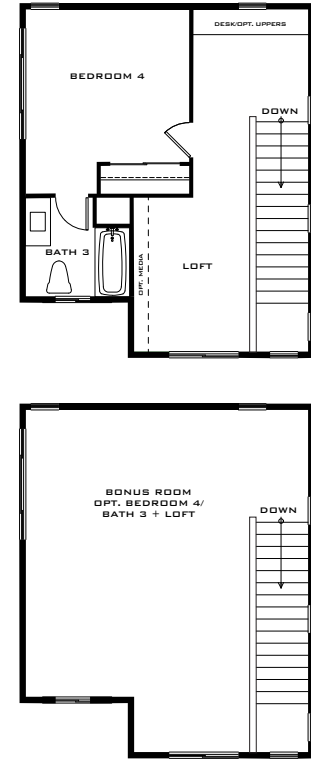 DESK/OPT. UPPERS
BEDROOM 4
DOWN
BATH 3
OPT. MEDIA
LOFT
BONUS ROOM
OPT. BEDROOM 4/
BATH 3 + LOFT
DOWN